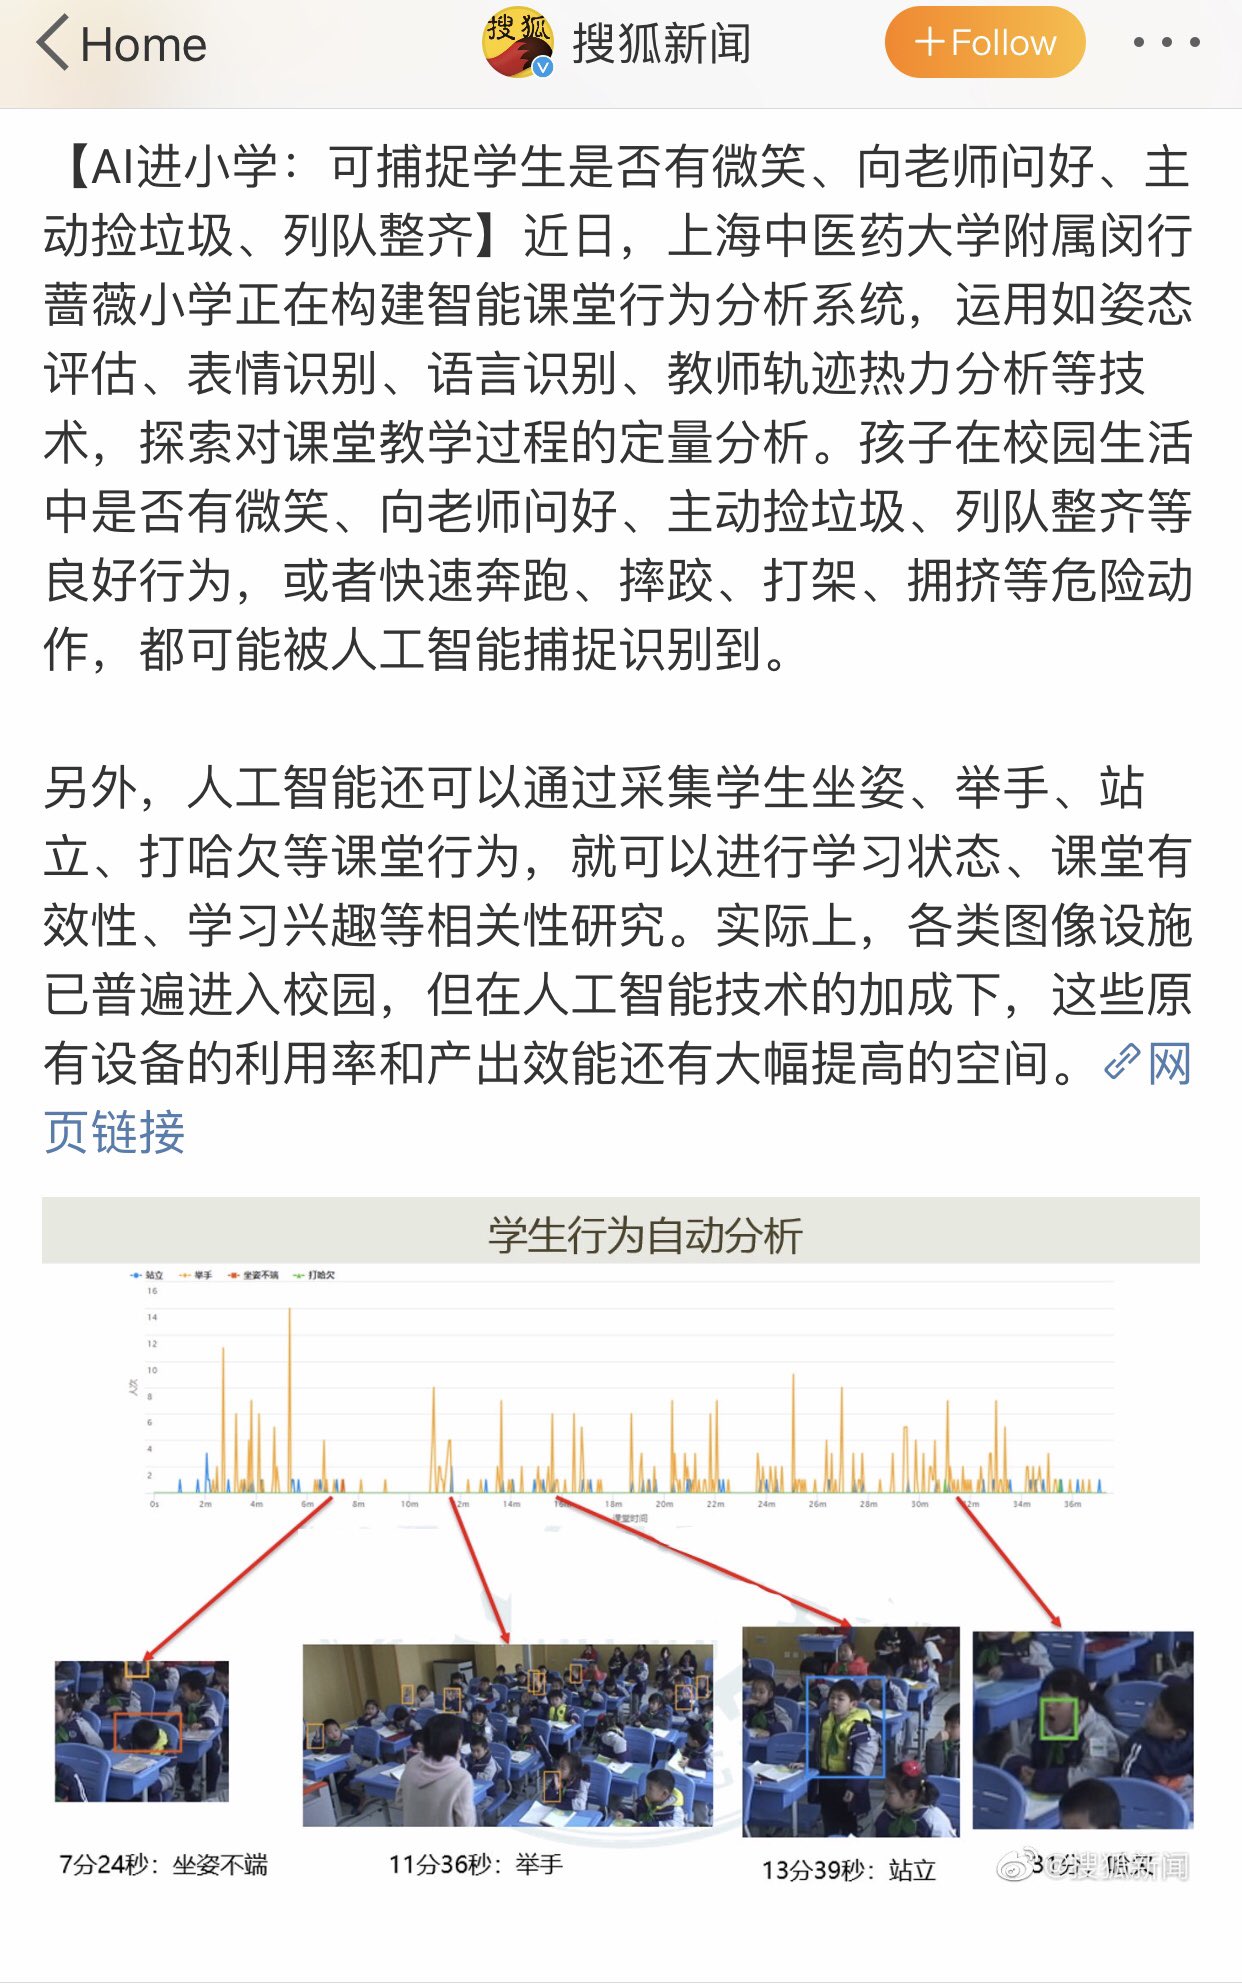 Home
搜狐
搜狐新闻
+Follow
【AI进小学：可捕捉学生是否有微笑、向老师问好、主
动捡垃圾、列队整齐】近日，上海中医药大学附属闵行
蔷薇小学正在构建智能课堂行为分析系统，运用如姿态
评估、表情识别、语言识别、教师轨迹热力分析等技
术，探索对课堂教学过程的定量分析。孩子在校园生活
中是否有微笑、向老师问好、主动捡垃圾、列队整齐等
良好行为，或者快速奔跑、摔跤、打架、拥挤等危险动
作，都可能被人工智能捕捉识别到。
另外，人工智能还可以通过采集学生坐姿、举手、站
立、打哈欠等课堂行为，就可以进行学习状态、课堂有
效性、学习兴趣等相关性研究。实际上，各类图像设施
已普遍进入校园，但在人工智能技术的加成下，这些原
有设备的利用率和产出效能还有大幅提高的空间。网
页链接
学生行为自动分析
站立 举手 坐姿不端 打哈欠
16
14
12
10
8
6
4
2
人次
0s 2m 4m 6m 8m 10m 12m 14m 16m 18m 20m 22m 24m 26m 28m 30m 32m 34m 36m
课堂时间
7分24秒：坐姿不端
11分36秒：举手
13分39秒：站立
31分
@搜狐新闻